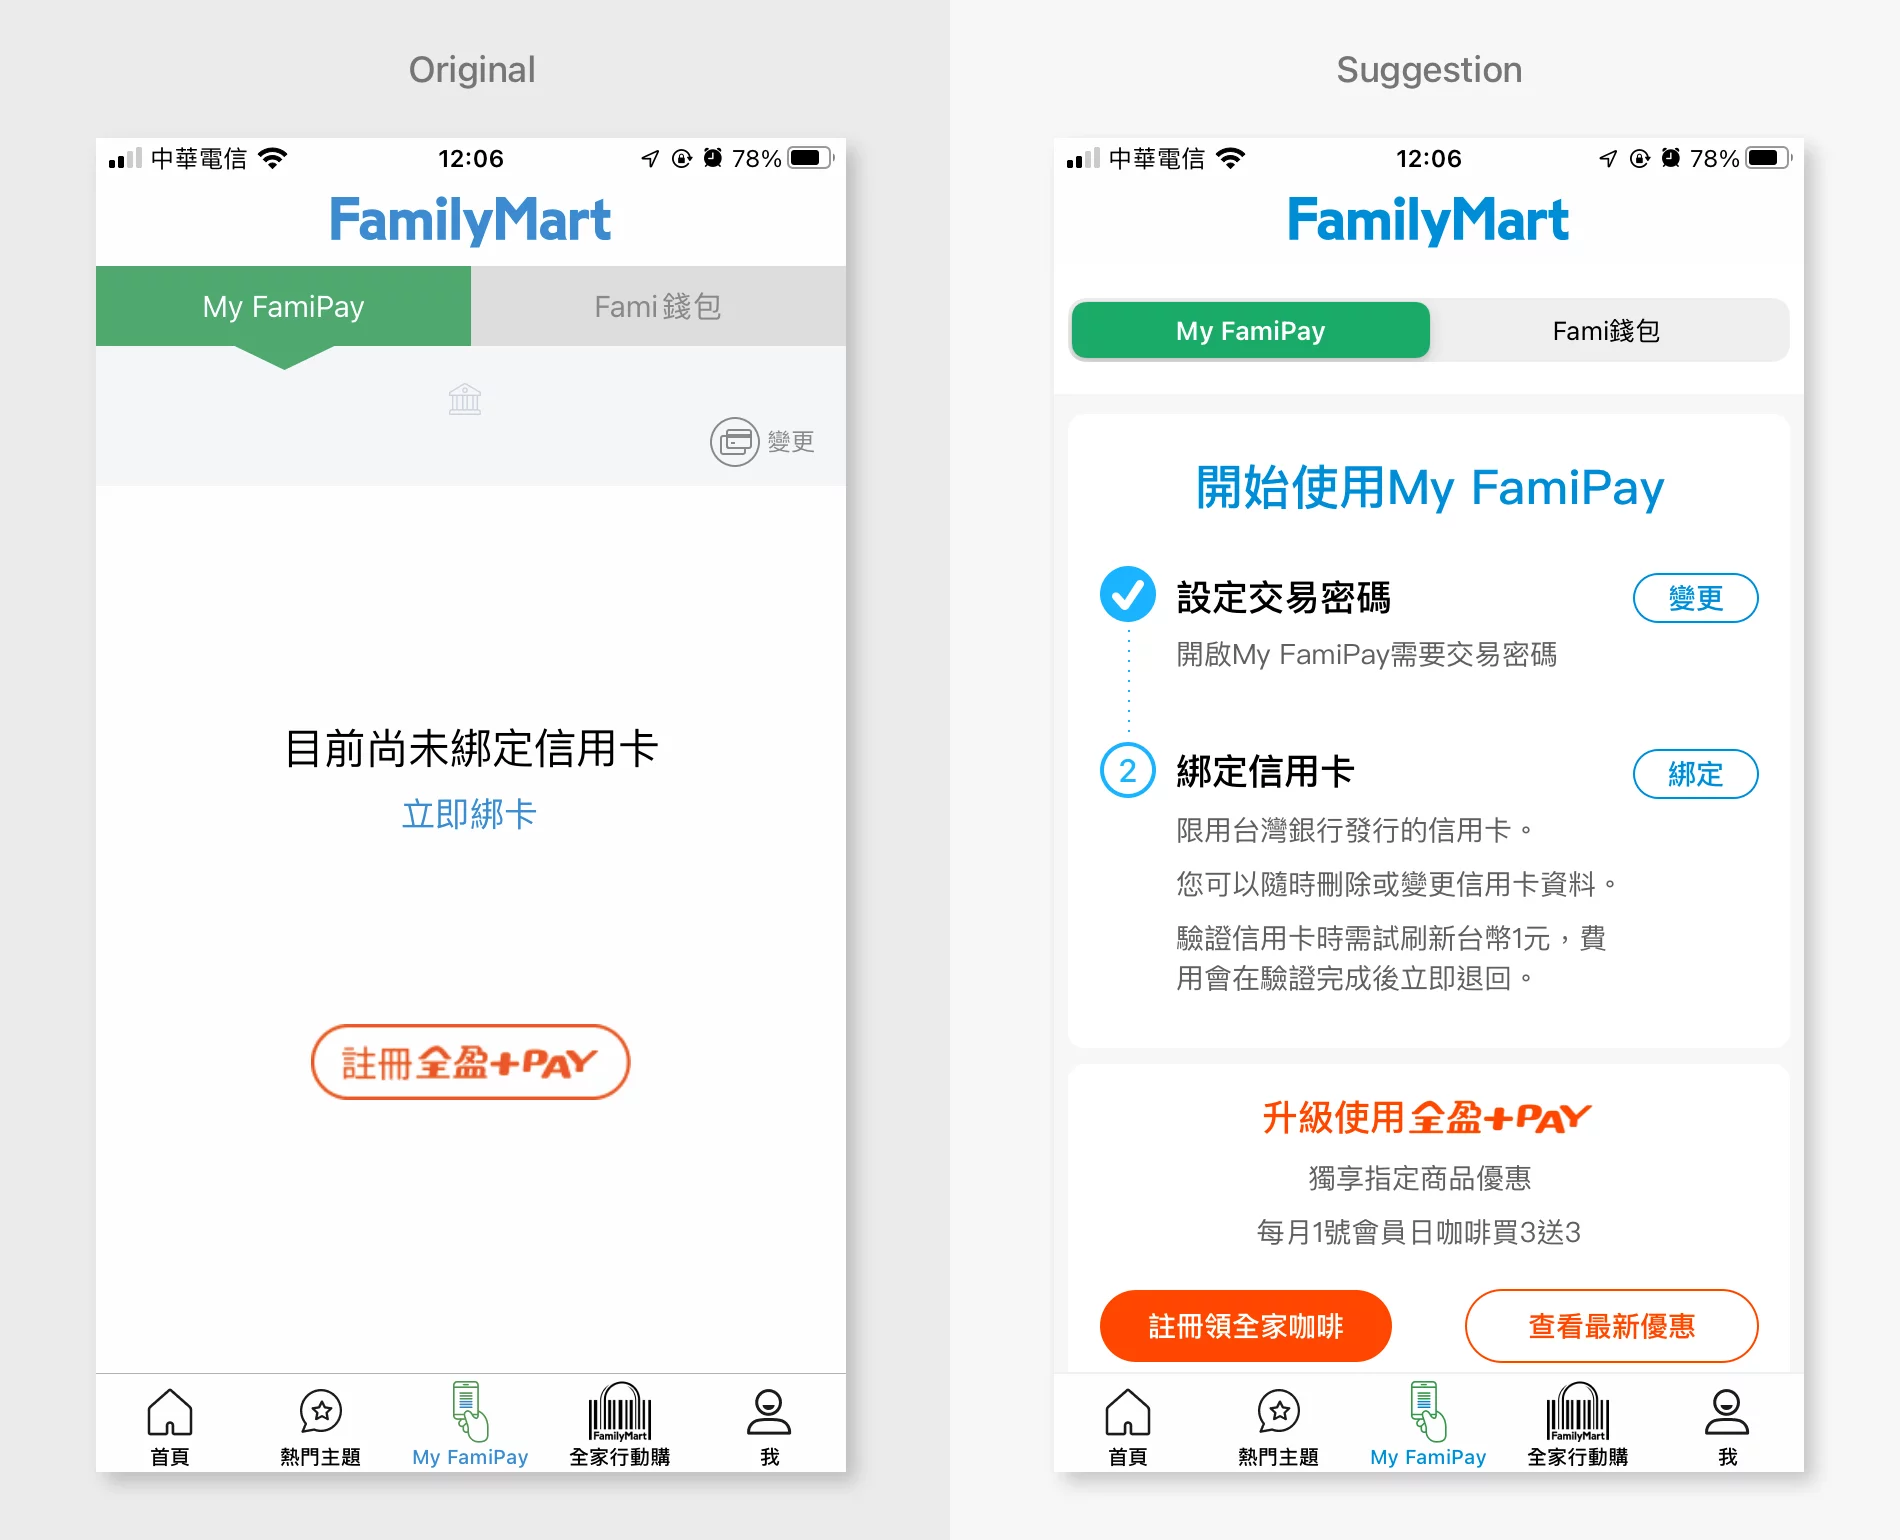 Original
中華電信
12:06
78%
FamilyMart
My FamiPay
Fami錢包
變更
目前尚未綁定信用卡
立即綁卡
註冊全盈+PAY
首頁
熱門主題
My FamiPay
FamilyMart
全家行動購
我
Suggestion
中華電信
12:06
78%
FamilyMart
My FamiPay
Fami錢包
開始使用My FamiPay
設定交易密碼
變更
開啟My FamiPay需要交易密碼
2
綁定信用卡
綁定
限用台灣銀行發行的信用卡。
您可以隨時刪除或變更信用卡資料。
驗證信用卡時需試刷新台幣1元，費
用會在驗證完成後立即退回。
升級使用全盈+PAY
獨享指定商品優惠
每月1號會員日咖啡買3送3
註冊領全家咖啡
查看最新優惠
首頁
熱門主題
My FamiPay
FamilyMart
全家行動購
我